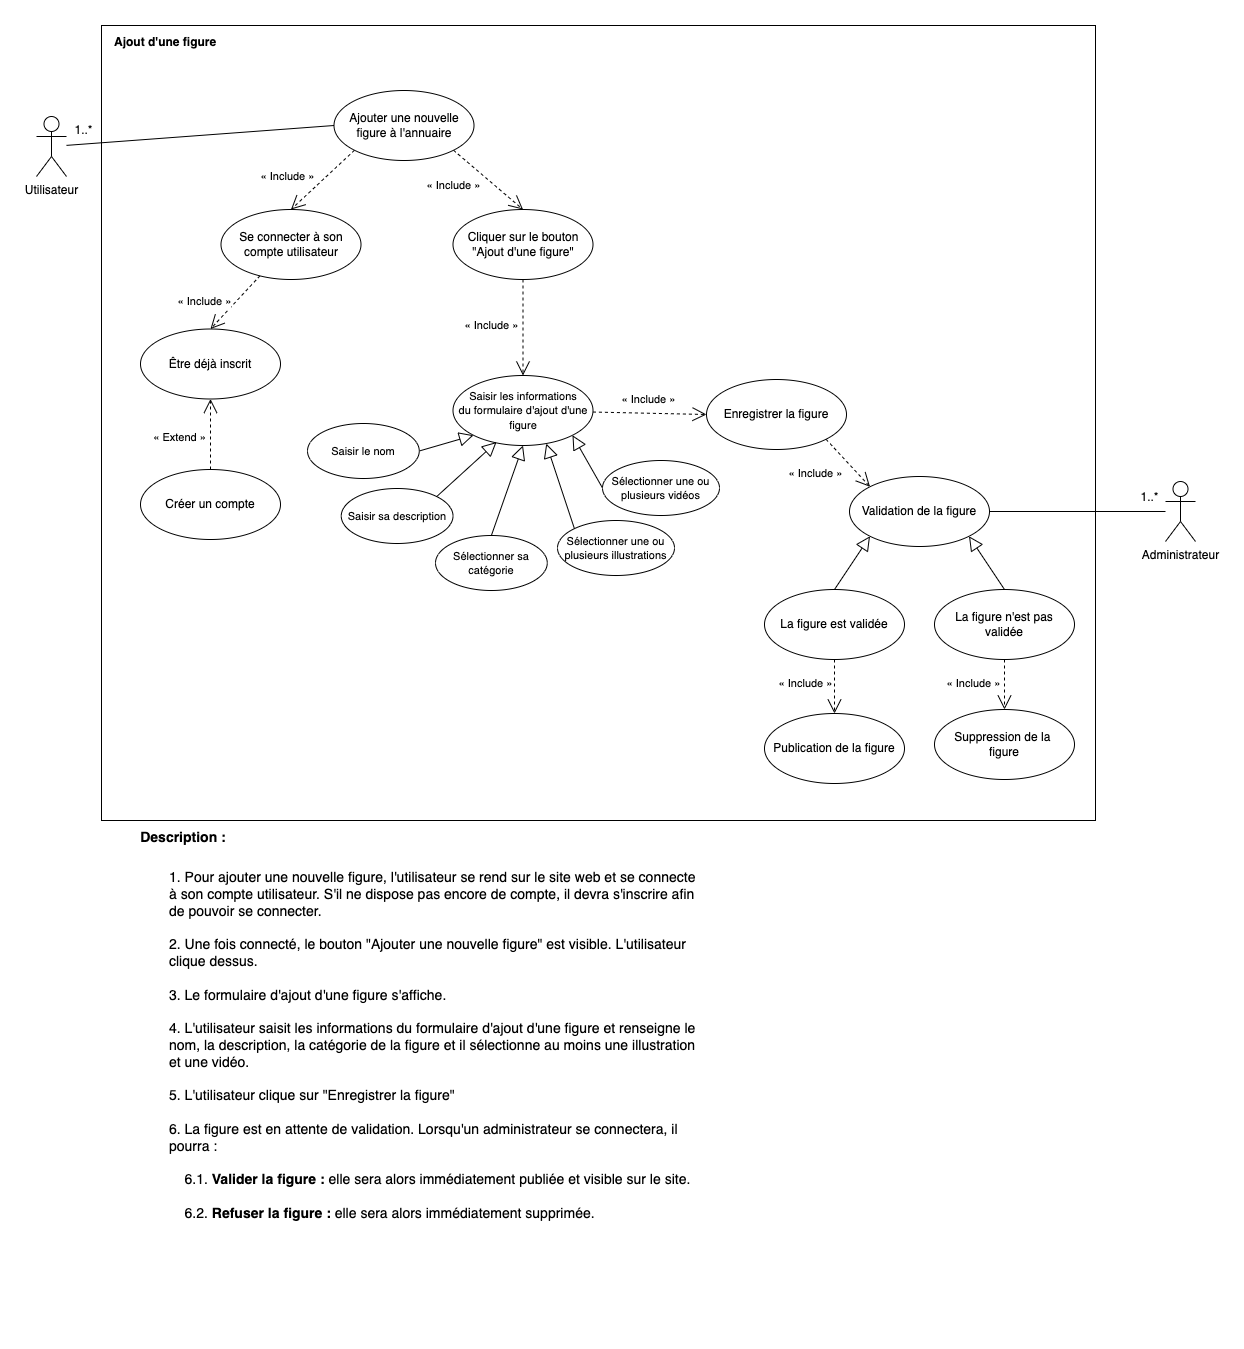 Ajout d'une figure
Ajouter une nouvelle
figure à l'annuaire
1..*
Utilisateur
« Include »
« Include »
Se connecter à son
compte utilisateur
Cliquer sur le bouton
"Ajout d'une figure"
« Include »
« Include »
Être déjà inscrit
Saisir les informations
du formulaire d'ajout d'une
figure
« Include »
Enregistrer la figure
« Extend »
Saisir le nom
« Include »
Sélectionner une ou
plusieurs vidéos
Créer un compte
Saisir sa description
Validation de la figure
1..*
Administrateur
Sélectionner sa
catégorie
Sélectionner une ou
plusieurs illustrations
La figure est validée
La figure n'est pas
validée
« Include »
« Include »
Publication de la figure
Suppression de la
figure
Description :
1. Pour ajouter une nouvelle figure, l'utilisateur se rend sur le site web et se connecte
à son compte utilisateur. S'il ne dispose pas encore de compte, il devra s'inscrire afin
de pouvoir se connecter.
2. Une fois connecté, le bouton "Ajouter une nouvelle figure" est visible. L'utilisateur
clique dessus.
3. Le formulaire d'ajout d'une figure s'affiche.
4. L'utilisateur saisit les informations du formulaire d'ajout d'une figure et renseigne le
nom, la description, la catégorie de la figure et il sélectionne au moins une illustration
et une vidéo.
5. L'utilisateur clique sur "Enregistrer la figure"
6. La figure est en attente de validation. Lorsqu'un administrateur se connectera, il
pourra :
6.1. Valider la figure : elle sera alors immédiatement publiée et visible sur le site.
6.2. Refuser la figure : elle sera alors immédiatement supprimée.